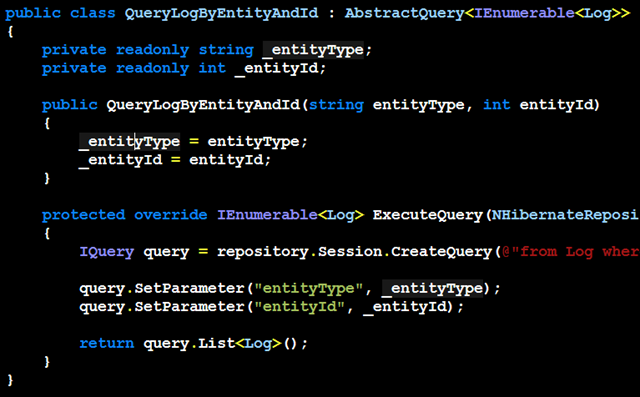 public class QueryLogByEntityAndId : AbstractQuery<IEnumerable<Log>>
{
    private readonly string _entityType;
    private readonly int _entityId;

    public QueryLogByEntityAndId(string entityType, int entityId)
    {
        _entityType = entityType;
        _entityId = entityId;
    }

    protected override IEnumerable<Log> ExecuteQuery(NHibernateReposi
    {
        IQuery query = repository.Session.CreateQuery(@"from Log wher

        query.SetParameter("entityType", _entityType);
        query.SetParameter("entityId", _entityId);

        return query.List<Log>();
    }
}